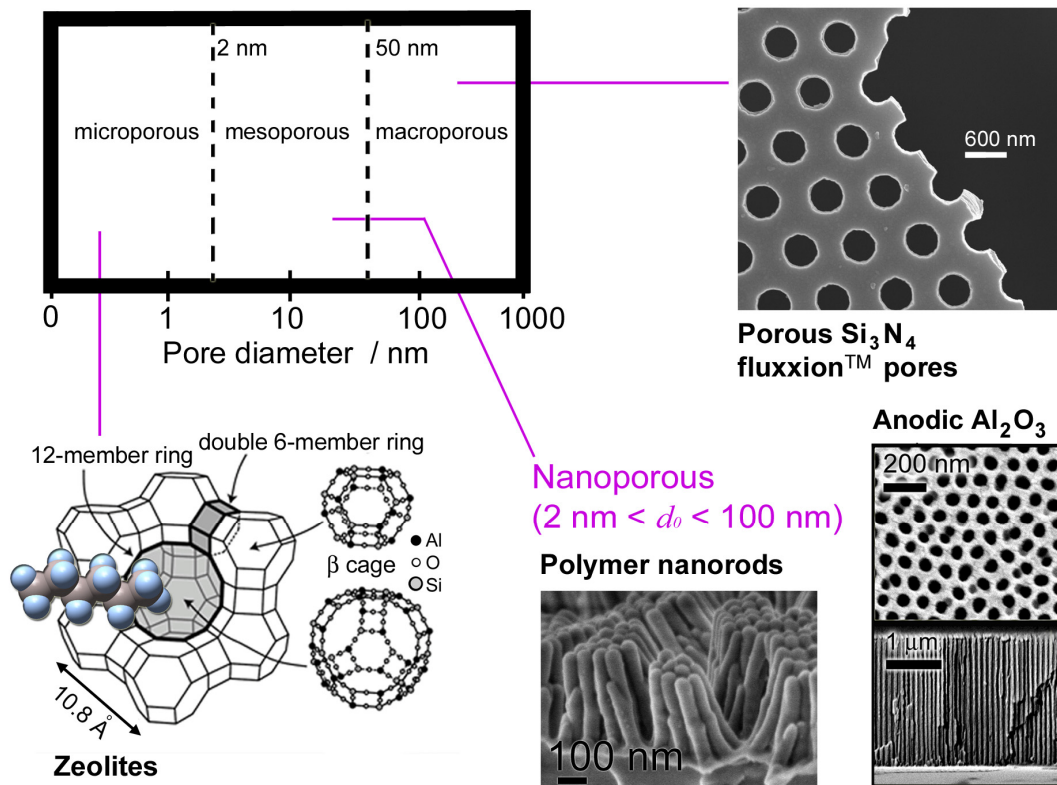 2 nm
50 nm
microporous
mesoporous
macroporous
0
1
10
100
1000
Pore diameter / nm
600 nm
Porous Si₃N₄
fluxxion™ pores
Anodic Al₂O₃
200 nm
1 μm
double 6-member ring
12-member ring
Al
O
Si
β cage
10.8 Å
Zeolites
Nanoporous
(2 nm < d₀ < 100 nm)
Polymer nanorods
100 nm